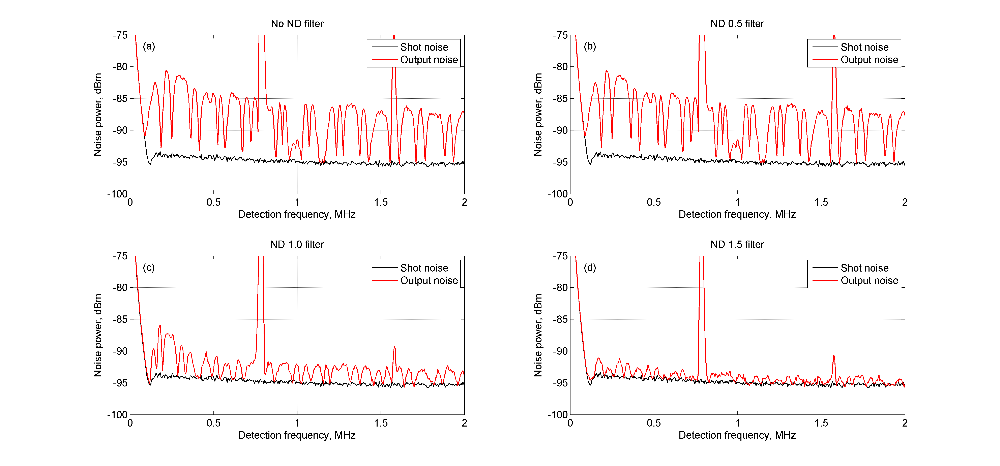 No ND filter
(a)
Shot noise
Output noise
-75
-80
-85
-90
-95
-100
0 0.5 1 1.5 2
Noise power, dBm
Detection frequency, MHz
ND 0.5 filter
(b)
Shot noise
Output noise
-75
-80
-85
-90
-95
-100
0 0.5 1 1.5 2
Noise power, dBm
Detection frequency, MHz
ND 1.0 filter
(c)
Shot noise
Output noise
-75
-80
-85
-90
-95
-100
0 0.5 1 1.5 2
Noise power, dBm
Detection frequency, MHz
ND 1.5 filter
(d)
Shot noise
Output noise
-75
-80
-85
-90
-95
-100
0 0.5 1 1.5 2
Noise power, dBm
Detection frequency, MHz